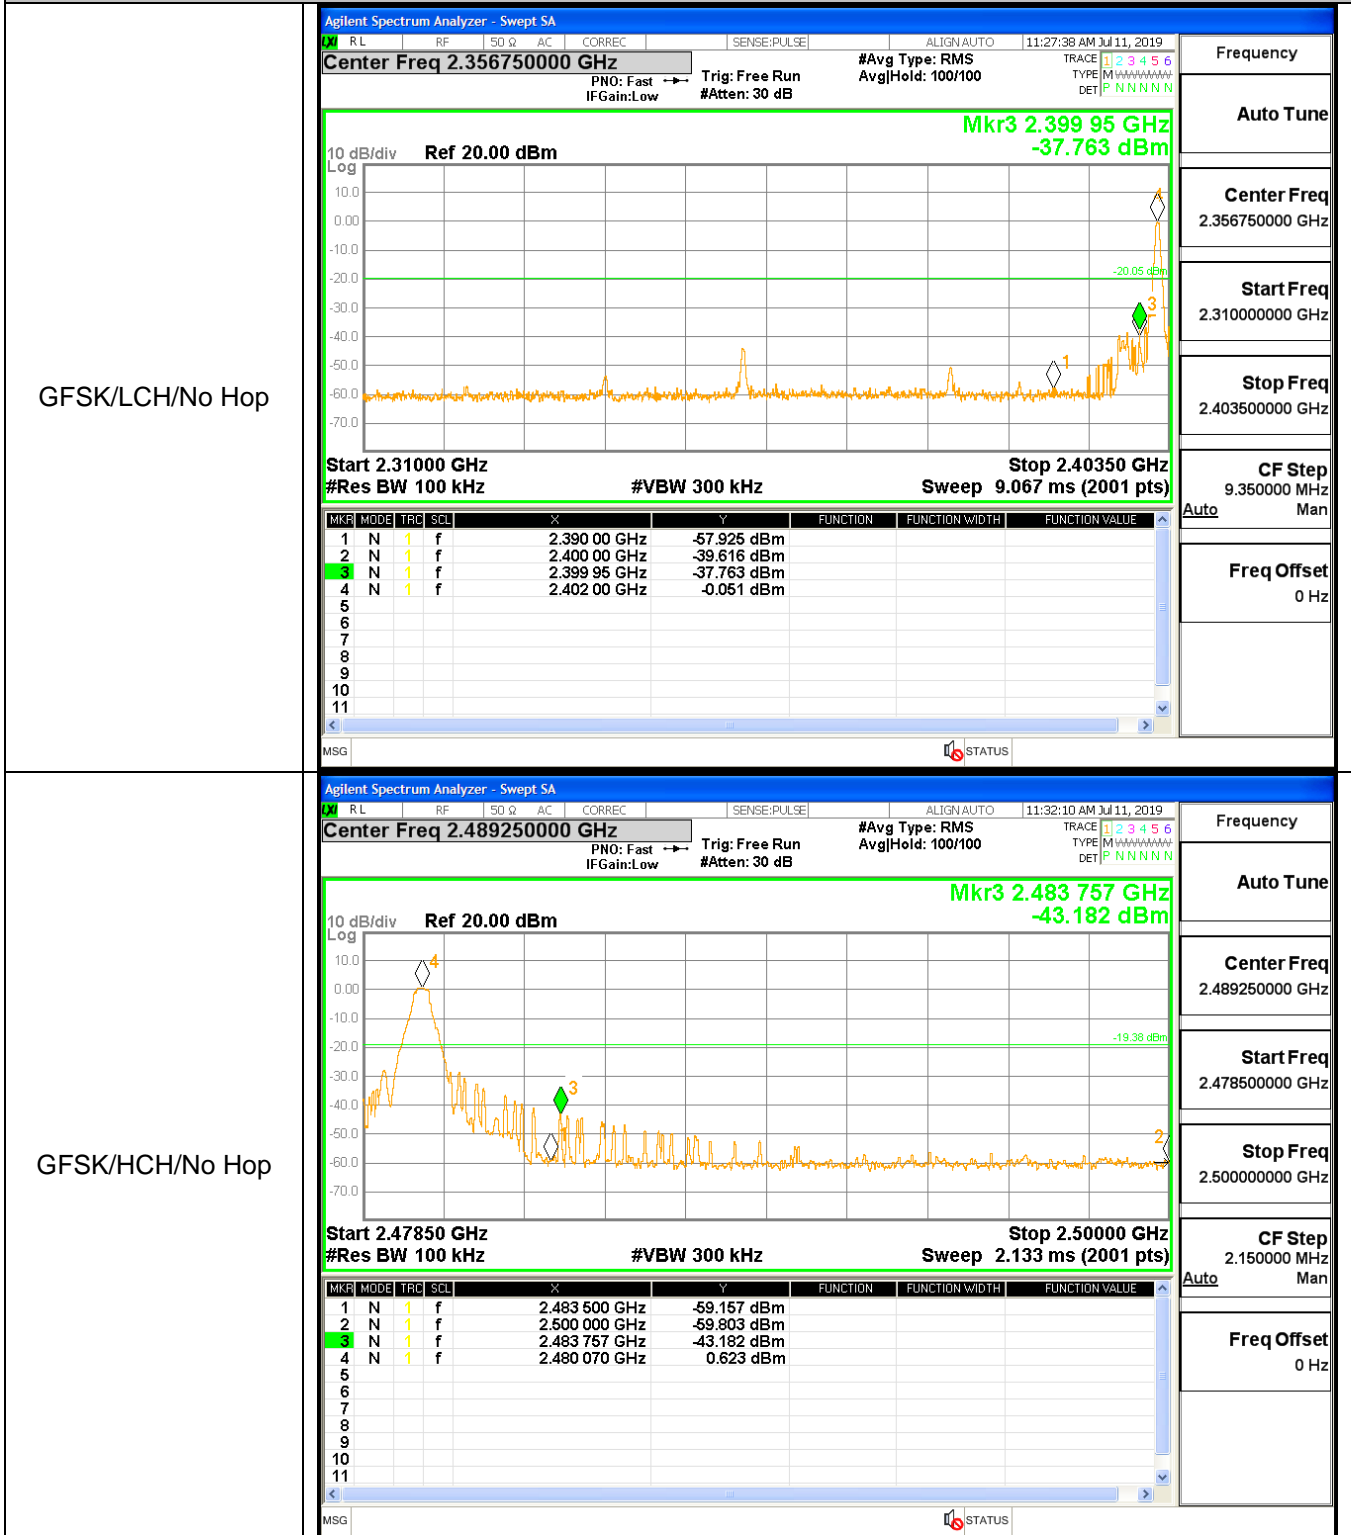 GFSK/LCH/No Hop
Agilent Spectrum Analyzer - Swept SA
LXI RL RF 50 Ω AC CORREC SENSE:PULSE ALIGN AUTO 11:27:38 AM Jul 11, 2019
Center Freq 2.356750000 GHz
PNO: Fast
IFGain:Low
Trig: Free Run
#Atten: 30 dB
#Avg Type: RMS
Avg|Hold: 100/100
TRACE 1 2 3 4 5 6
TYPE M
DET P N N N N N
Mkr3 2.399 95 GHz
-37.763 dBm
10 dB/div Ref 20.00 dBm
Log
10.0
0.00
-10.0
-20.0
-30.0
-40.0
-50.0
-60.0
-70.0
-20.05 dBm
4
3
1
Start 2.31000 GHz Stop 2.40350 GHz
#Res BW 100 kHz #VBW 300 kHz Sweep 9.067 ms (2001 pts)
MKR MODE TRC SCL X Y FUNCTION FUNCTION WIDTH FUNCTION VALUE
1 N 1 f 2.390 00 GHz -57.925 dBm
2 N 1 f 2.400 00 GHz -39.616 dBm
3 N 1 f 2.399 95 GHz -37.763 dBm
4 N 1 f 2.402 00 GHz -0.051 dBm
5
6
7
8
9
10
11
MSG STATUS
Frequency
Auto Tune
Center Freq
2.356750000 GHz
Start Freq
2.310000000 GHz
Stop Freq
2.403500000 GHz
CF Step
9.350000 MHz
Auto Man
Freq Offset
0 Hz
GFSK/HCH/No Hop
Agilent Spectrum Analyzer - Swept SA
LXI RL RF 50 Ω AC CORREC SENSE:PULSE ALIGN AUTO 11:32:10 AM Jul 11, 2019
Center Freq 2.489250000 GHz
PNO: Fast
IFGain:Low
Trig: Free Run
#Atten: 30 dB
#Avg Type: RMS
Avg|Hold: 100/100
TRACE 1 2 3 4 5 6
TYPE M
DET P N N N N N
Mkr3 2.483 757 GHz
-43.182 dBm
10 dB/div Ref 20.00 dBm
Log
10.0
0.00
-10.0
-20.0
-30.0
-40.0
-50.0
-60.0
-70.0
-19.38 dBm
4
3
1
2
Start 2.47850 GHz Stop 2.50000 GHz
#Res BW 100 kHz #VBW 300 kHz Sweep 2.133 ms (2001 pts)
MKR MODE TRC SCL X Y FUNCTION FUNCTION WIDTH FUNCTION VALUE
1 N 1 f 2.483 500 GHz -59.157 dBm
2 N 1 f 2.500 000 GHz -59.803 dBm
3 N 1 f 2.483 757 GHz -43.182 dBm
4 N 1 f 2.480 070 GHz 0.623 dBm
5
6
7
8
9
10
11
MSG STATUS
Frequency
Auto Tune
Center Freq
2.489250000 GHz
Start Freq
2.478500000 GHz
Stop Freq
2.500000000 GHz
CF Step
2.150000 MHz
Auto Man
Freq Offset
0 Hz